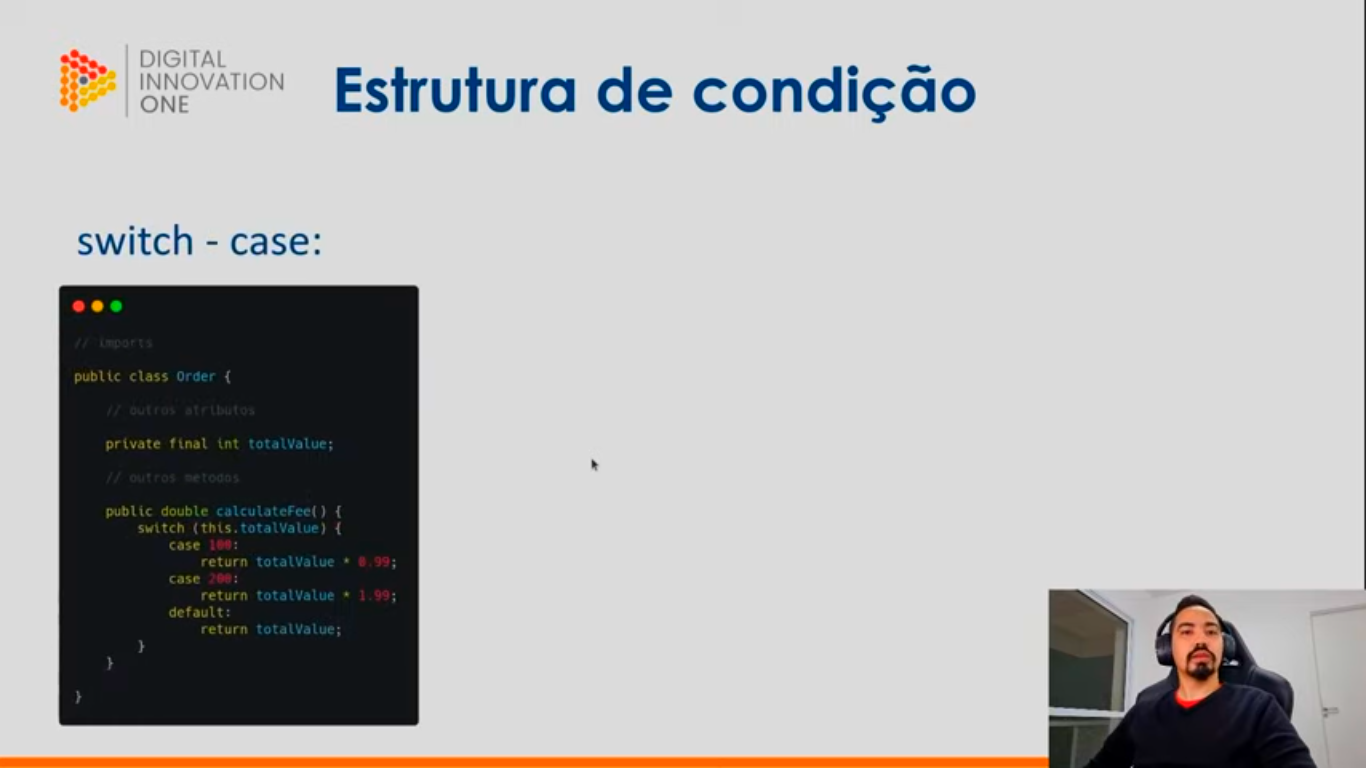 DIGITAL
INNOVATION
ONE
Estrutura de condição
switch - case:
// imports
public class Order {
// outros atributos
private final int totalValue;
// outros metodos
public double calculateFee() {
switch (this.totalValue) {
case 100:
return totalValue * 0.99;
case 200:
return totalValue * 1.99;
default:
return totalValue;
}
}
}